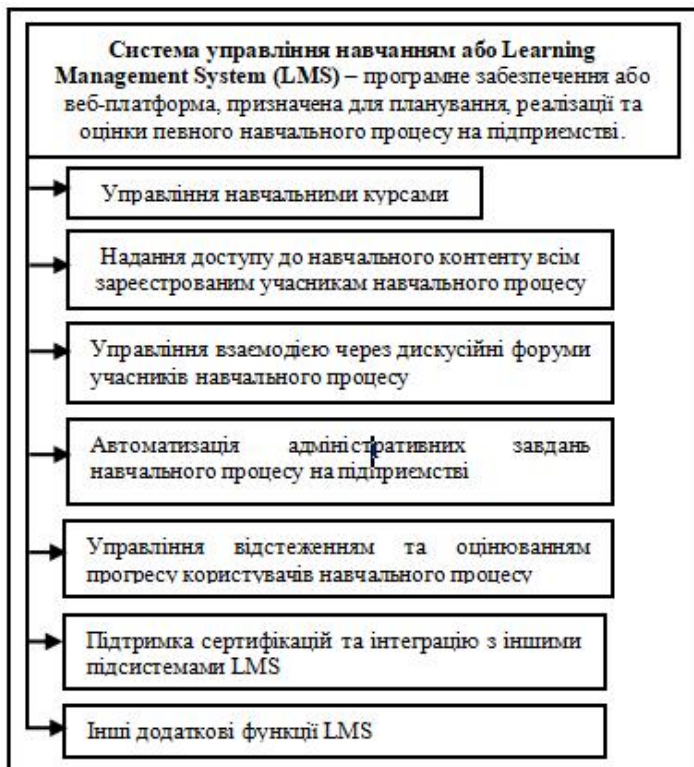 Система управління навчанням або Learning
Management System (LMS) – програмне забезпечення або
веб-платформа, призначена для планування, реалізації та
оцінки певного навчального процесу на підприємстві.
Управління навчальними курсами
Надання доступу до навчального контенту всім
зареєстрованим учасникам навчального процесу
Управління взаємодією через дискусійні форуми
учасників навчального процесу
Автоматизація адміністративних завдань
навчального процесу на підприємстві
Управління відстеженням та оцінюванням
прогресу користувачів навчального процесу
Підтримка сертифікацій та інтеграцію з іншими
підсистемами LMS
Інші додаткові функції LMS